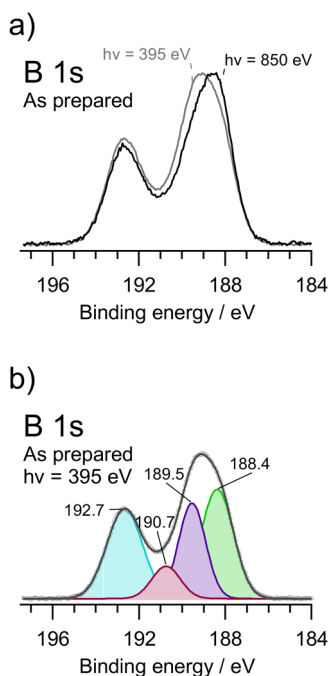 a)
hν = 395 eV
hν = 850 eV
B 1s
As prepared
196 192 188 184
Binding energy / eV
b)
B 1s
As prepared
hν = 395 eV
189.5
188.4
192.7
190.7
196 192 188 184
Binding energy / eV